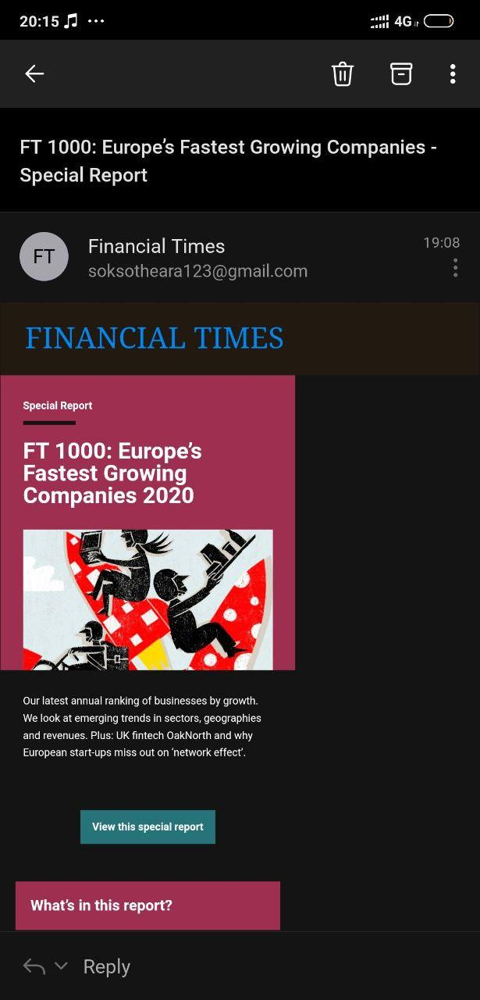 20:15
4G
FT 1000: Europe’s Fastest Growing Companies -
Special Report
FT
Financial Times
19:08
soksotheara123@gmail.com
FINANCIAL TIMES
Special Report
FT 1000: Europe’s
Fastest Growing
Companies 2020
Our latest annual ranking of businesses by growth.
We look at emerging trends in sectors, geographies
and revenues. Plus: UK fintech OakNorth and why
European start-ups miss out on ‘network effect’.
View this special report
What’s in this report?
Reply